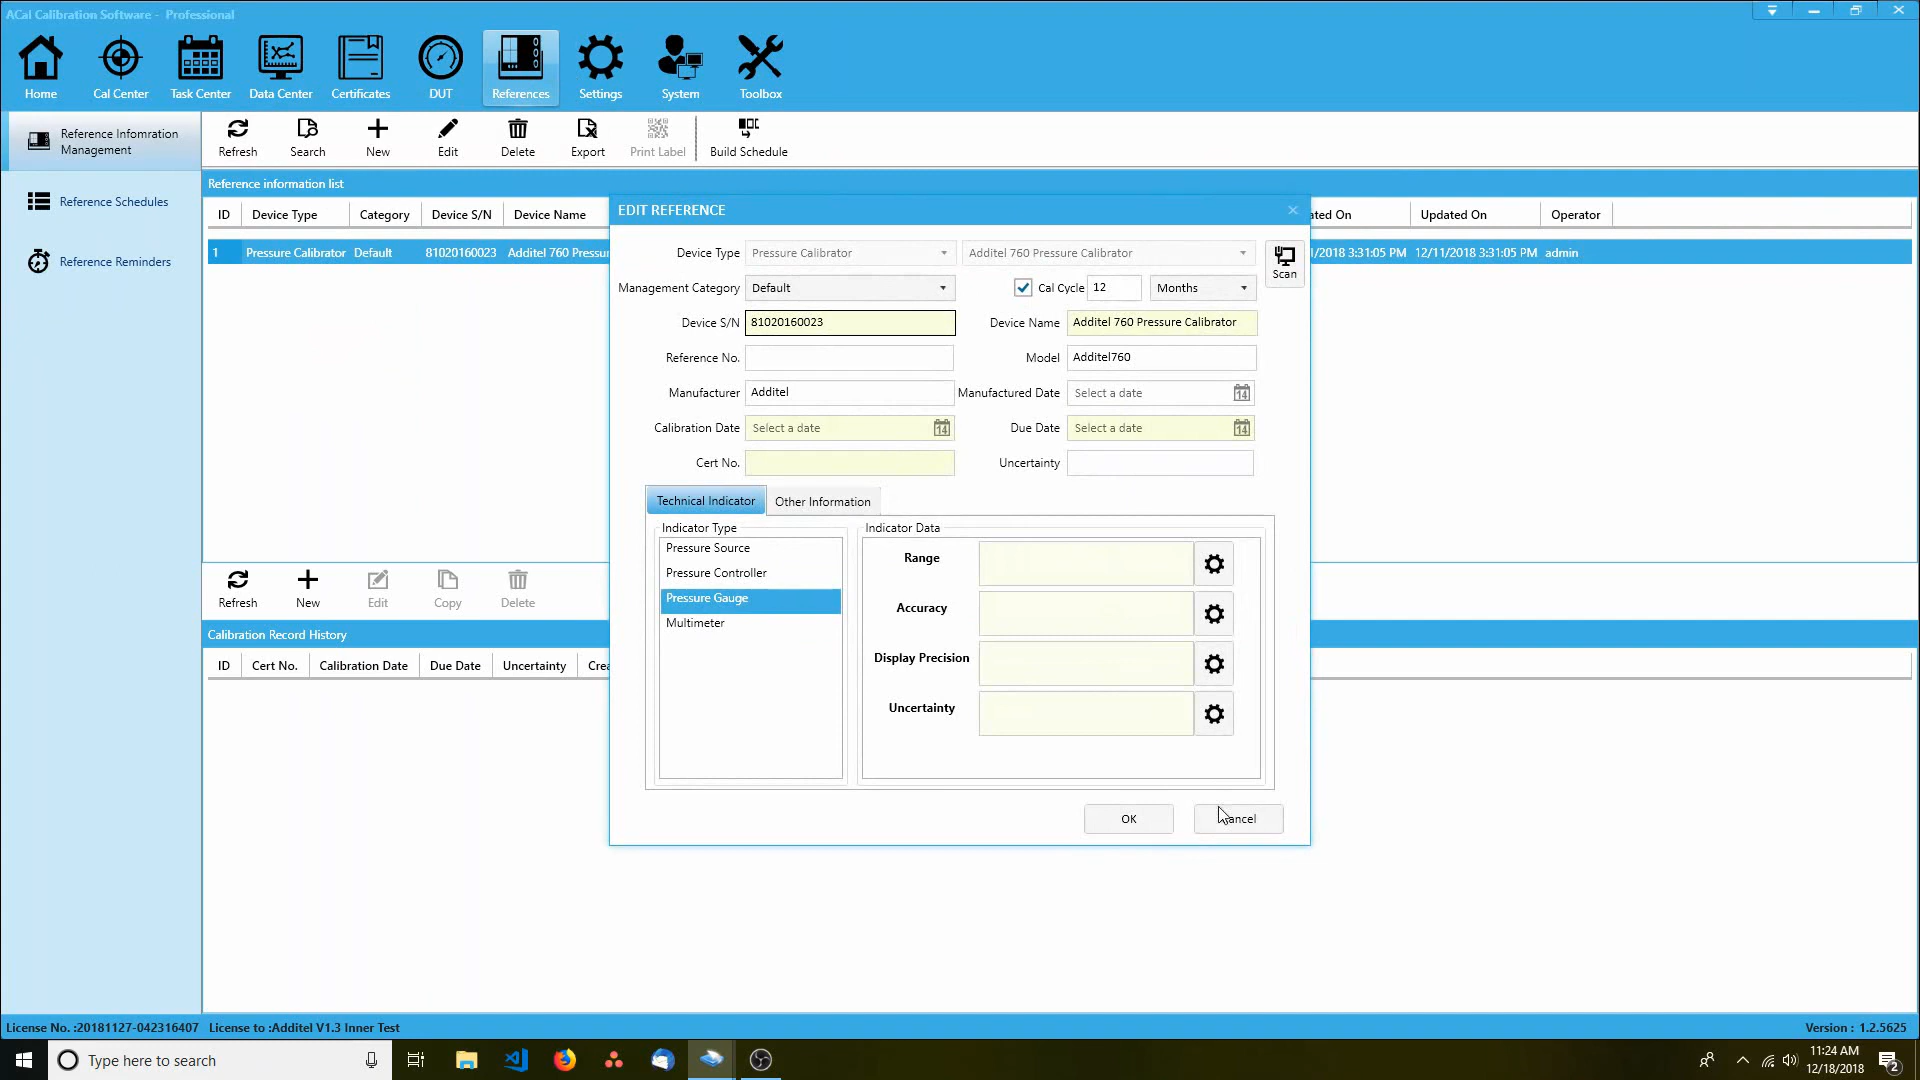 ACal Calibration Software - Professional
Home
Cal Center
Task Center
Data Center
Certificates
DUT
References
Settings
System
Toolbox
Reference Infomration
Management
Reference Schedules
Reference Reminders
Refresh
Search
New
Edit
Delete
Export
Print Label
Build Schedule
Reference information list
ID Device Type Category Device S/N Device Name ated On Updated On Operator
1 Pressure Calibrator Default 81020160023 Additel 760 Pressur 1/2018 3:31:05 PM 12/11/2018 3:31:05 PM admin
EDIT REFERENCE
Device Type Pressure Calibrator Additel 760 Pressure Calibrator
Scan
Management Category Default Cal Cycle 12 Months
Device S/N 81020160023 Device Name Additel 760 Pressure Calibrator
Reference No. Model Additel760
Manufacturer Additel Manufactured Date Select a date 14
Calibration Date Select a date 14 Due Date Select a date 14
Cert No. Uncertainty
Technical Indicator Other Information
Indicator Type
Pressure Source
Pressure Controller
Pressure Gauge
Multimeter
Indicator Data
Range
Accuracy
Display Precision
Uncertainty
OK
Cancel
Refresh
New
Edit
Copy
Delete
Calibration Record History
ID Cert No. Calibration Date Due Date Uncertainty Crea
License No. :20181127-042316407 License to :Additel V1.3 Inner Test
Version : 1.2.5625
Type here to search
11:24 AM
12/18/2018
2